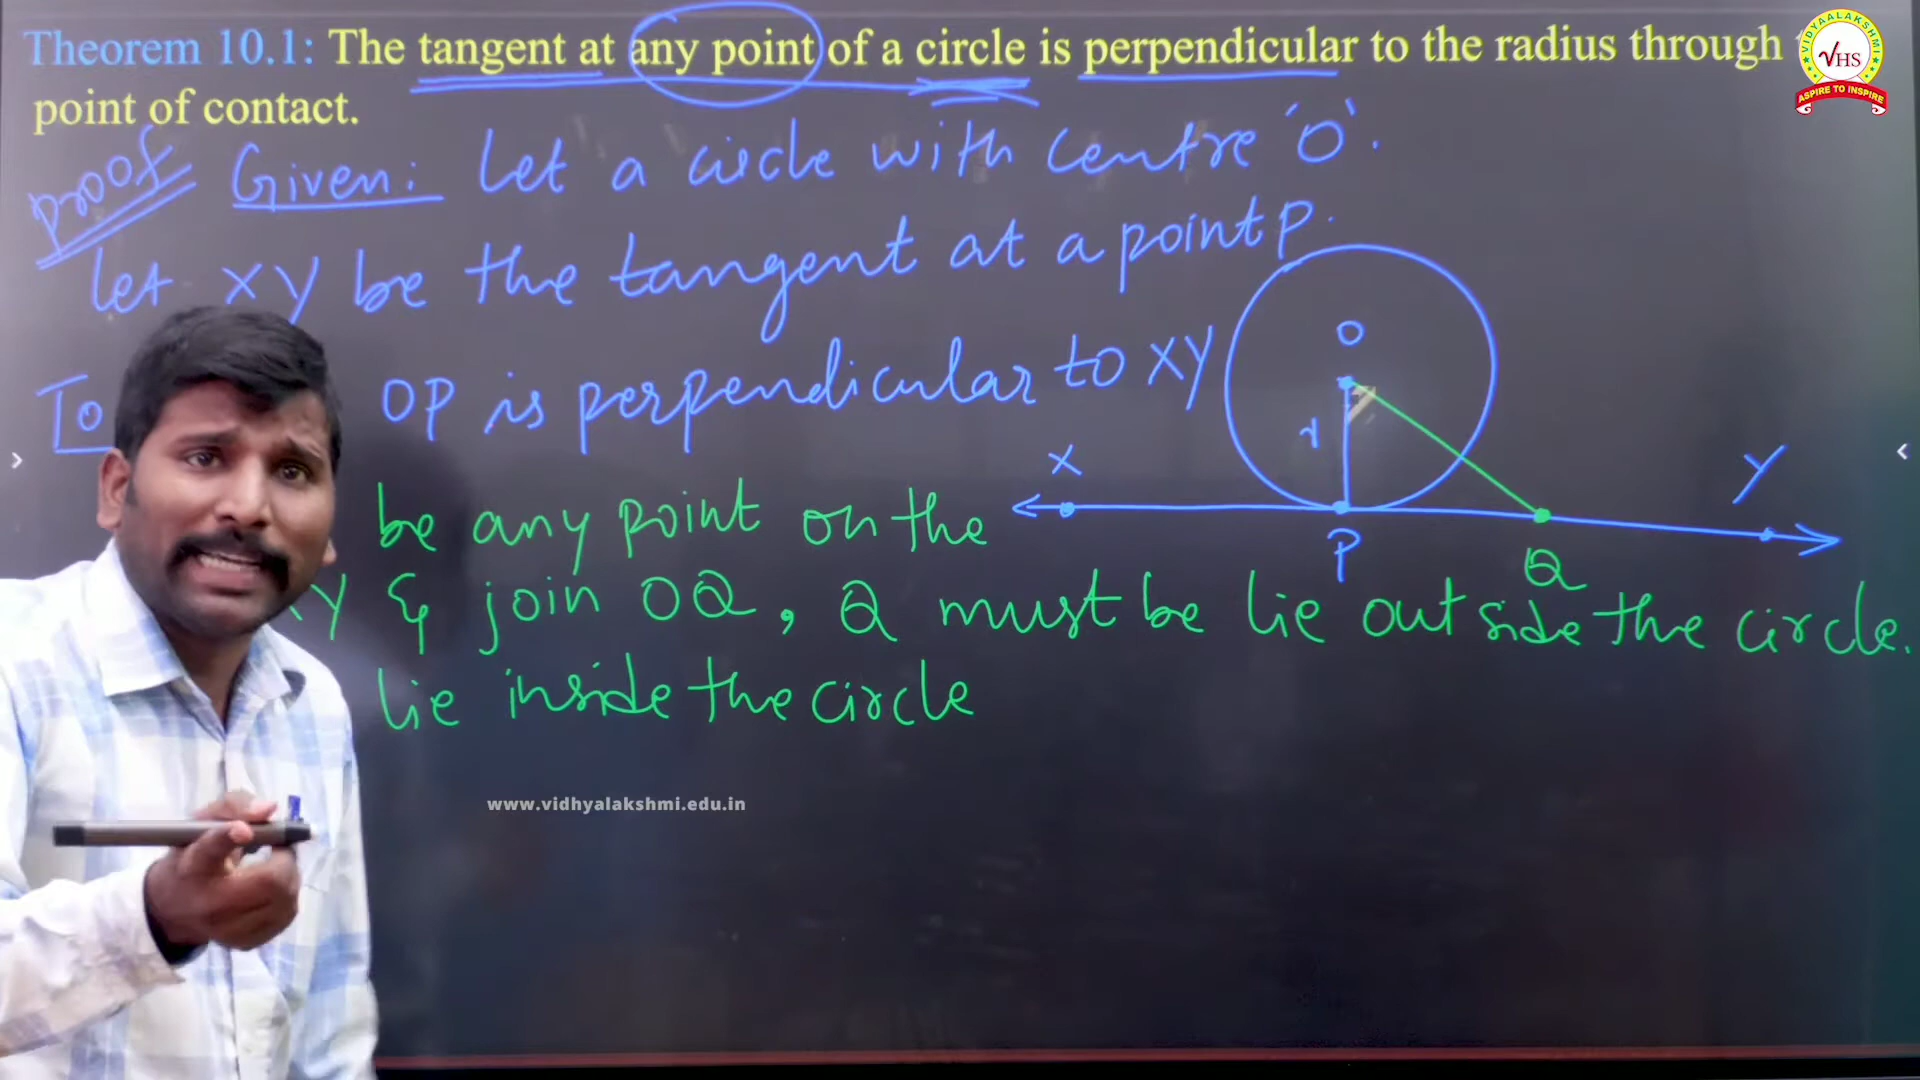 Theorem 10.1: The tangent at any point of a circle is perpendicular to the radius through
point of contact.
VIDYAALAKSHMI
VHS
ASPIRE TO INSPIRE
Proof Given: Let a circle with centre 'O'.
Let XY be the tangent at a point P.
To OP is perpendicular to XY
O
r
X
Y
P
Q
be any point on the
XY & join OQ, Q must be lie outside the circle.
lie inside the circle
www.vidhyalakshmi.edu.in